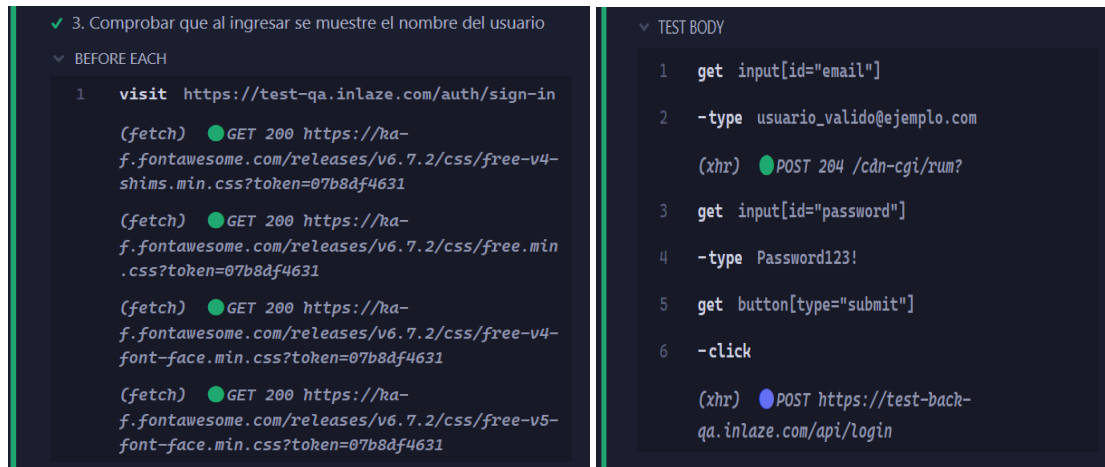 ✓ 3. Comprobar que al ingresar se muestre el nombre del usuario
BEFORE EACH
1 visit https://test-qa.inlaze.com/auth/sign-in
(fetch) GET 200 https://ka-
f.fontawesome.com/releases/v6.7.2/css/free-v4-
shims.min.css?token=07b8df4631
(fetch) GET 200 https://ka-
f.fontawesome.com/releases/v6.7.2/css/free.min
.css?token=07b8df4631
(fetch) GET 200 https://ka-
f.fontawesome.com/releases/v6.7.2/css/free-v4-
font-face.min.css?token=07b8df4631
(fetch) GET 200 https://ka-
f.fontawesome.com/releases/v6.7.2/css/free-v5-
font-face.min.css?token=07b8df4631
TEST BODY
1 get input[id="email"]
2 -type usuario_valido@ejemplo.com
(xhr) POST 204 /cdn-cgi/rum?
3 get input[id="password"]
4 -type Password123!
5 get button[type="submit"]
6 -click
(xhr) POST https://test-back-
qa.inlaze.com/api/login